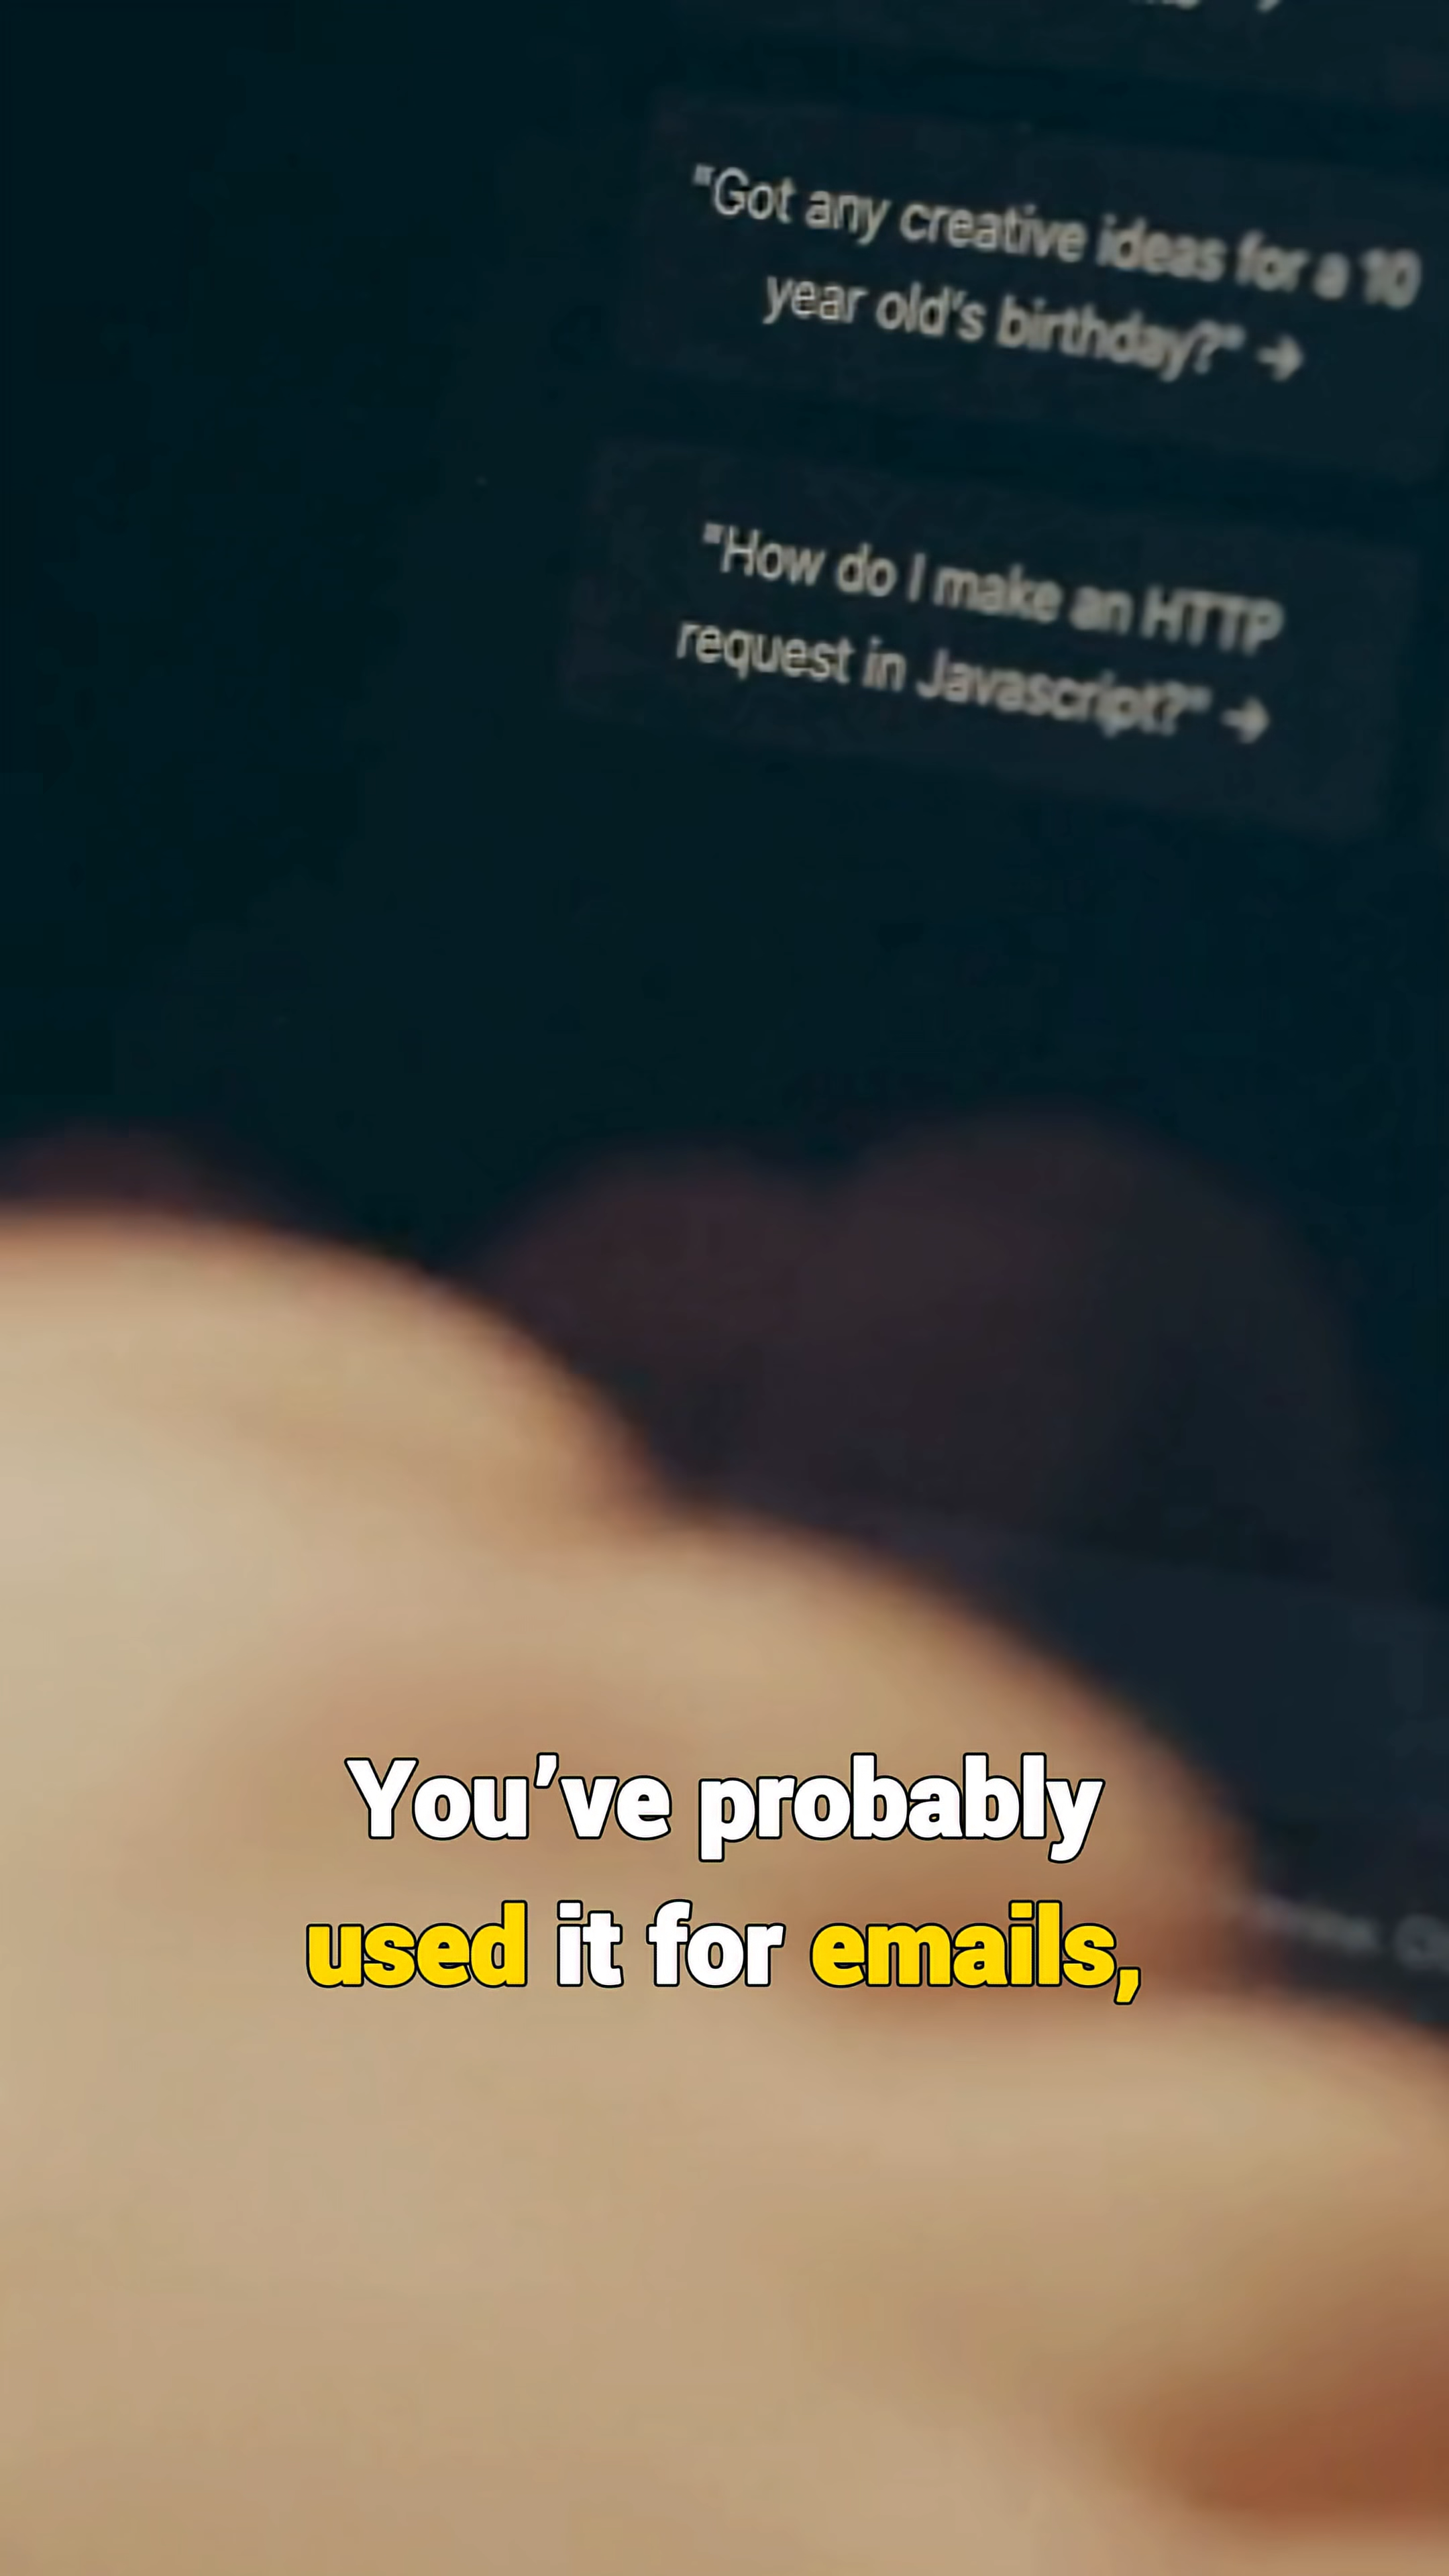 "Got any creative ideas for a 10
year old's birthday?" →
"How do I make an HTTP
request in Javascript?" →
You've probably
used it for emails,